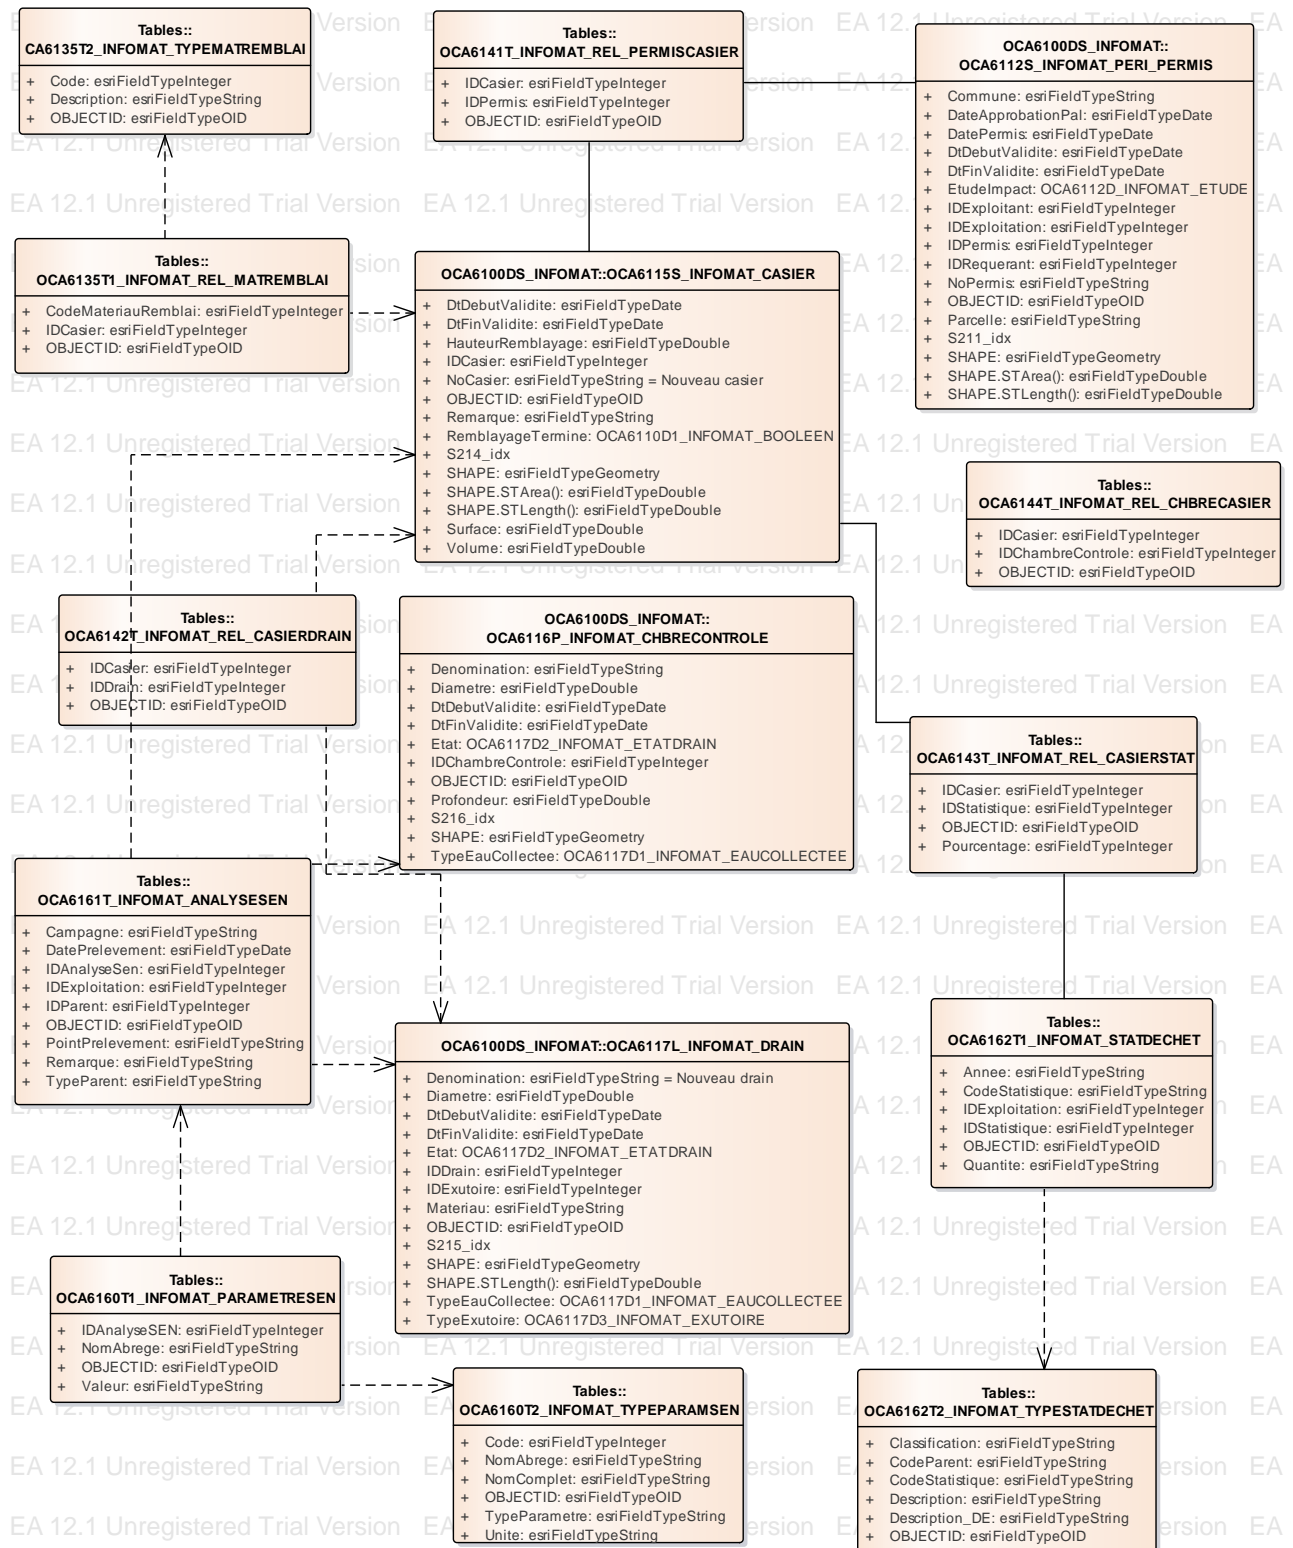 Tables::
CA6135T2_INFOMAT_TYPEMATREMBLAI
+ Code: esriFieldTypeInteger
+ Description: esriFieldTypeString
+ OBJECTID: esriFieldTypeOID
Tables::
OCA6141T_INFOMAT_REL_PERMISCASIER
+ IDCasier: esriFieldTypeInteger
+ IDPermis: esriFieldTypeInteger
+ OBJECTID: esriFieldTypeOID
OCA6100DS_INFOMAT::
OCA6112S_INFOMAT_PERI_PERMIS
+ Commune: esriFieldTypeString
+ DateApprobationPal: esriFieldTypeDate
+ DatePermis: esriFieldTypeDate
+ DtDebutValidite: esriFieldTypeDate
+ DtFinValidite: esriFieldTypeDate
+ EtudeImpact: OCA6112D_INFOMAT_ETUDE
+ IDExploitant: esriFieldTypeInteger
+ IDExploitation: esriFieldTypeInteger
+ IDPermis: esriFieldTypeInteger
+ IDRequerant: esriFieldTypeInteger
+ NoPermis: esriFieldTypeString
+ OBJECTID: esriFieldTypeOID
+ Parcelle: esriFieldTypeString
+ S211_idx
+ SHAPE: esriFieldTypeGeometry
+ SHAPE.STArea(): esriFieldTypeDouble
+ SHAPE.STLength(): esriFieldTypeDouble
Tables::
OCA6135T1_INFOMAT_REL_MATREMBLAI
+ CodeMateriauRemblai: esriFieldTypeInteger
+ IDCasier: esriFieldTypeInteger
+ OBJECTID: esriFieldTypeOID
OCA6100DS_INFOMAT::OCA6115S_INFOMAT_CASIER
+ DtDebutValidite: esriFieldTypeDate
+ DtFinValidite: esriFieldTypeDate
+ HauteurRemblayage: esriFieldTypeDouble
+ IDCasier: esriFieldTypeInteger
+ NoCasier: esriFieldTypeString = Nouveau casier
+ OBJECTID: esriFieldTypeOID
+ Remarque: esriFieldTypeString
+ RemblayageTermine: OCA6110D1_INFOMAT_BOOLEEN
+ S214_idx
+ SHAPE: esriFieldTypeGeometry
+ SHAPE.STArea(): esriFieldTypeDouble
+ SHAPE.STLength(): esriFieldTypeDouble
+ Surface: esriFieldTypeDouble
+ Volume: esriFieldTypeDouble
Tables::
OCA6144T_INFOMAT_REL_CHBRECASIER
+ IDCasier: esriFieldTypeInteger
+ IDChambreControle: esriFieldTypeInteger
+ OBJECTID: esriFieldTypeOID
Tables::
OCA6142T_INFOMAT_REL_CASIERDRAIN
+ IDCasier: esriFieldTypeInteger
+ IDDrain: esriFieldTypeInteger
+ OBJECTID: esriFieldTypeOID
OCA6100DS_INFOMAT::
OCA6116P_INFOMAT_CHBRECONTROLE
+ Denomination: esriFieldTypeString
+ Diametre: esriFieldTypeDouble
+ DtDebutValidite: esriFieldTypeDate
+ DtFinValidite: esriFieldTypeDate
+ Etat: OCA6117D2_INFOMAT_ETATDRAIN
+ IDChambreControle: esriFieldTypeInteger
+ OBJECTID: esriFieldTypeOID
+ Profondeur: esriFieldTypeDouble
+ S216_idx
+ SHAPE: esriFieldTypeGeometry
+ TypeEauCollectee: OCA6117D1_INFOMAT_EAUCOLLECTEE
Tables::
OCA6143T_INFOMAT_REL_CASIERSTAT
+ IDCasier: esriFieldTypeInteger
+ IDStatistique: esriFieldTypeInteger
+ OBJECTID: esriFieldTypeOID
+ Pourcentage: esriFieldTypeInteger
Tables::
OCA6161T_INFOMAT_ANALYSESEN
+ Campagne: esriFieldTypeString
+ DatePrelevement: esriFieldTypeDate
+ IDAnalyseSen: esriFieldTypeInteger
+ IDExploitation: esriFieldTypeInteger
+ IDParent: esriFieldTypeInteger
+ OBJECTID: esriFieldTypeOID
+ PointPrelevement: esriFieldTypeString
+ Remarque: esriFieldTypeString
+ TypeParent: esriFieldTypeString
OCA6100DS_INFOMAT::OCA6117L_INFOMAT_DRAIN
+ Denomination: esriFieldTypeString = Nouveau drain
+ Diametre: esriFieldTypeDouble
+ DtDebutValidite: esriFieldTypeDate
+ DtFinValidite: esriFieldTypeDate
+ Etat: OCA6117D2_INFOMAT_ETATDRAIN
+ IDDrain: esriFieldTypeInteger
+ IDExutoire: esriFieldTypeInteger
+ Materiau: esriFieldTypeString
+ OBJECTID: esriFieldTypeOID
+ S215_idx
+ SHAPE: esriFieldTypeGeometry
+ SHAPE.STLength(): esriFieldTypeDouble
+ TypeEauCollectee: OCA6117D1_INFOMAT_EAUCOLLECTEE
+ TypeExutoire: OCA6117D3_INFOMAT_EXUTOIRE
Tables::
OCA6162T1_INFOMAT_STATDECHET
+ Annee: esriFieldTypeString
+ CodeStatistique: esriFieldTypeString
+ IDExploitation: esriFieldTypeInteger
+ IDStatistique: esriFieldTypeInteger
+ OBJECTID: esriFieldTypeOID
+ Quantite: esriFieldTypeString
Tables::
OCA6160T1_INFOMAT_PARAMETRESEN
+ IDAnalyseSEN: esriFieldTypeInteger
+ NomAbrege: esriFieldTypeString
+ OBJECTID: esriFieldTypeOID
+ Valeur: esriFieldTypeString
Tables::
OCA6160T2_INFOMAT_TYPEPARAMSEN
+ Code: esriFieldTypeInteger
+ NomAbrege: esriFieldTypeString
+ NomComplet: esriFieldTypeString
+ OBJECTID: esriFieldTypeOID
+ TypeParametre: esriFieldTypeString
+ Unite: esriFieldTypeString
Tables::
OCA6162T2_INFOMAT_TYPESTATDECHET
+ Classification: esriFieldTypeString
+ CodeParent: esriFieldTypeString
+ CodeStatistique: esriFieldTypeString
+ Description: esriFieldTypeString
+ Description_DE: esriFieldTypeString
+ OBJECTID: esriFieldTypeOID
EA 12.1 Unregistered Trial Version